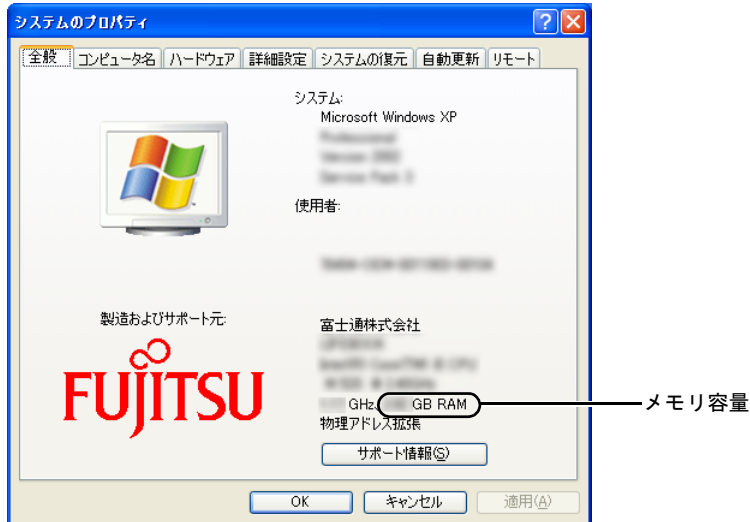 システムのプロパティ
全般 コンピュータ名 ハードウェア 詳細設定 システムの復元 自動更新 リモート
システム:
Microsoft Windows XP
使用者:
製造およびサポート元:
富士通株式会社
FUJITSU
GHz、 GB RAM
メモリ容量
物理アドレス拡張
サポート情報(S)
OK キャンセル 適用(A)